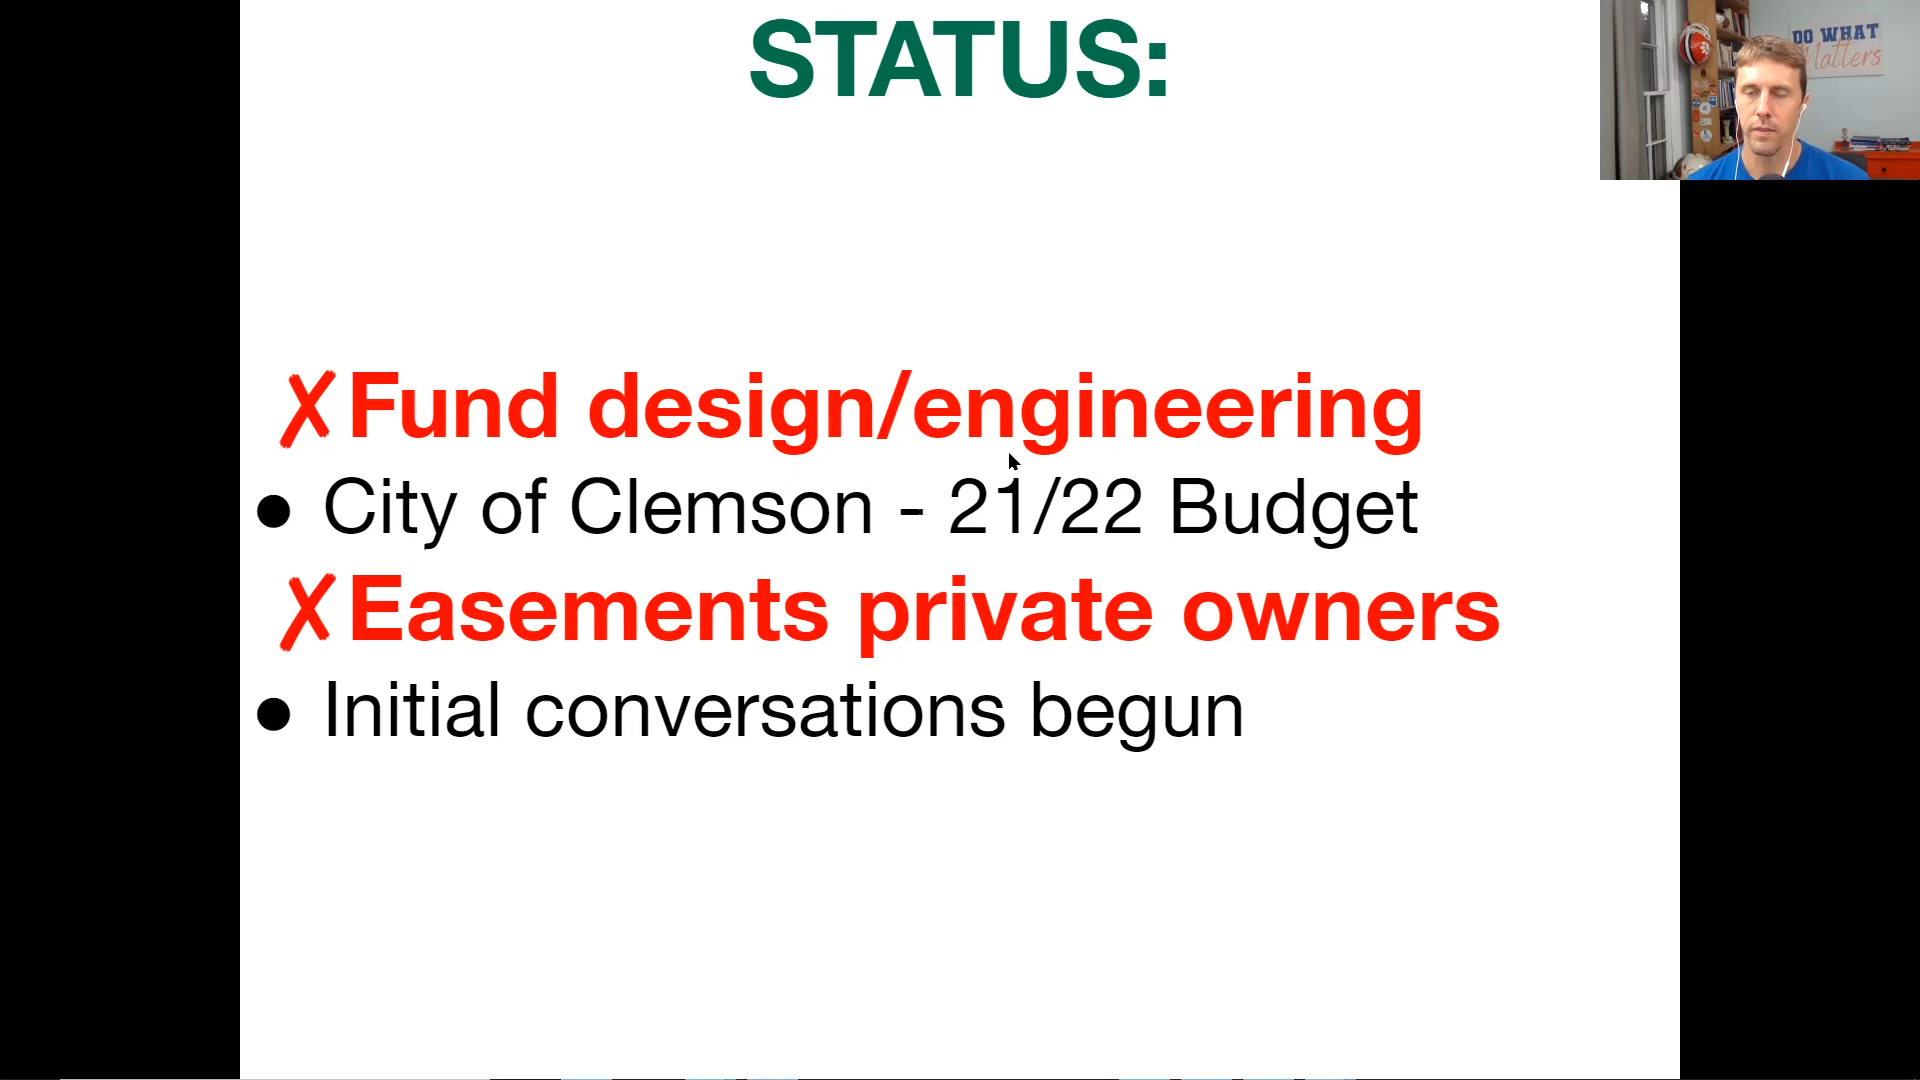 STATUS:
DO WHAT
Matters
✗Fund design/engineering
● City of Clemson - 21/22 Budget
✗Easements private owners
● Initial conversations begun